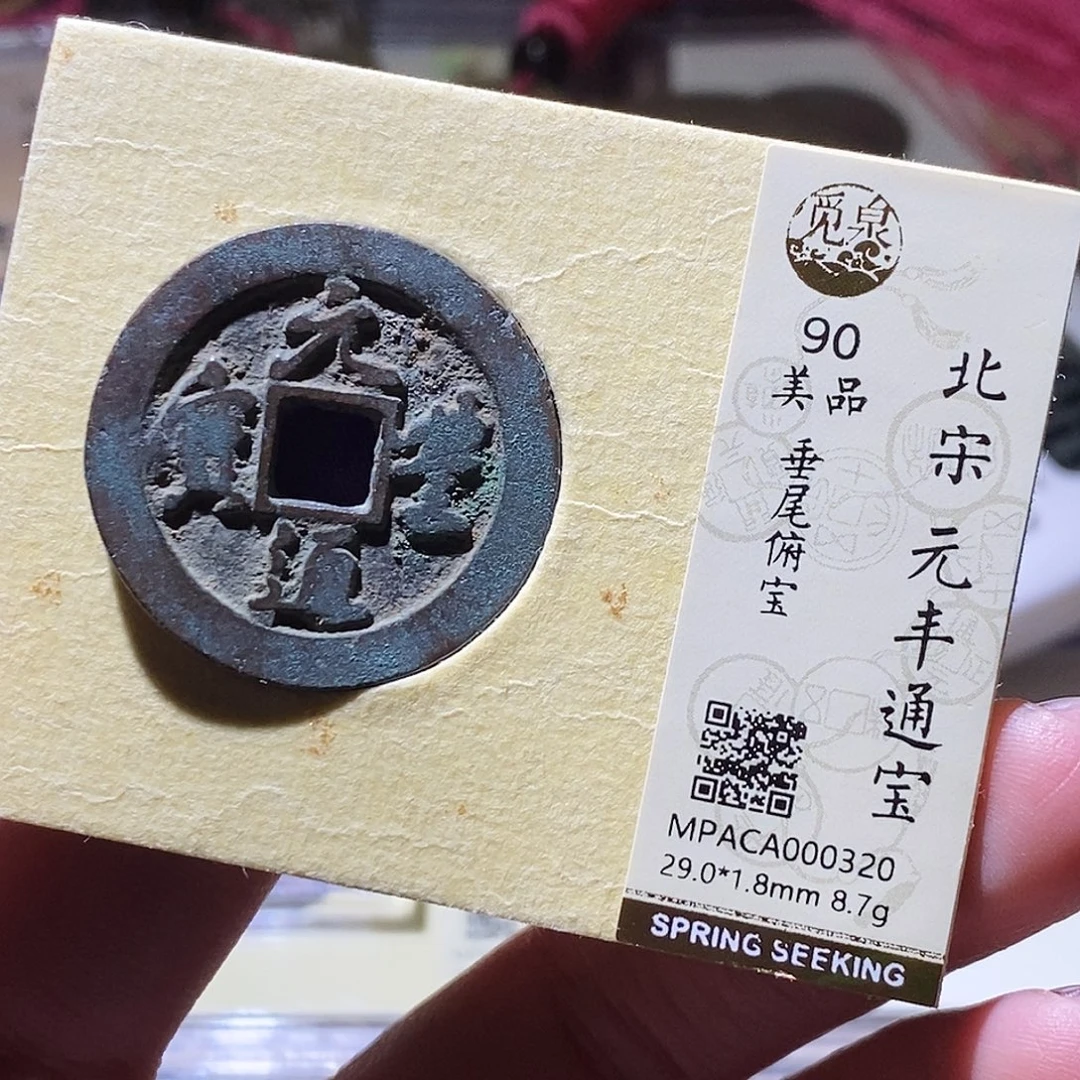 元豐通寶
觅泉
90
美品
垂尾俯宝
北宋 元丰通宝
MPACA000320
29.0*1.8mm 8.7g
SPRING SEEKING